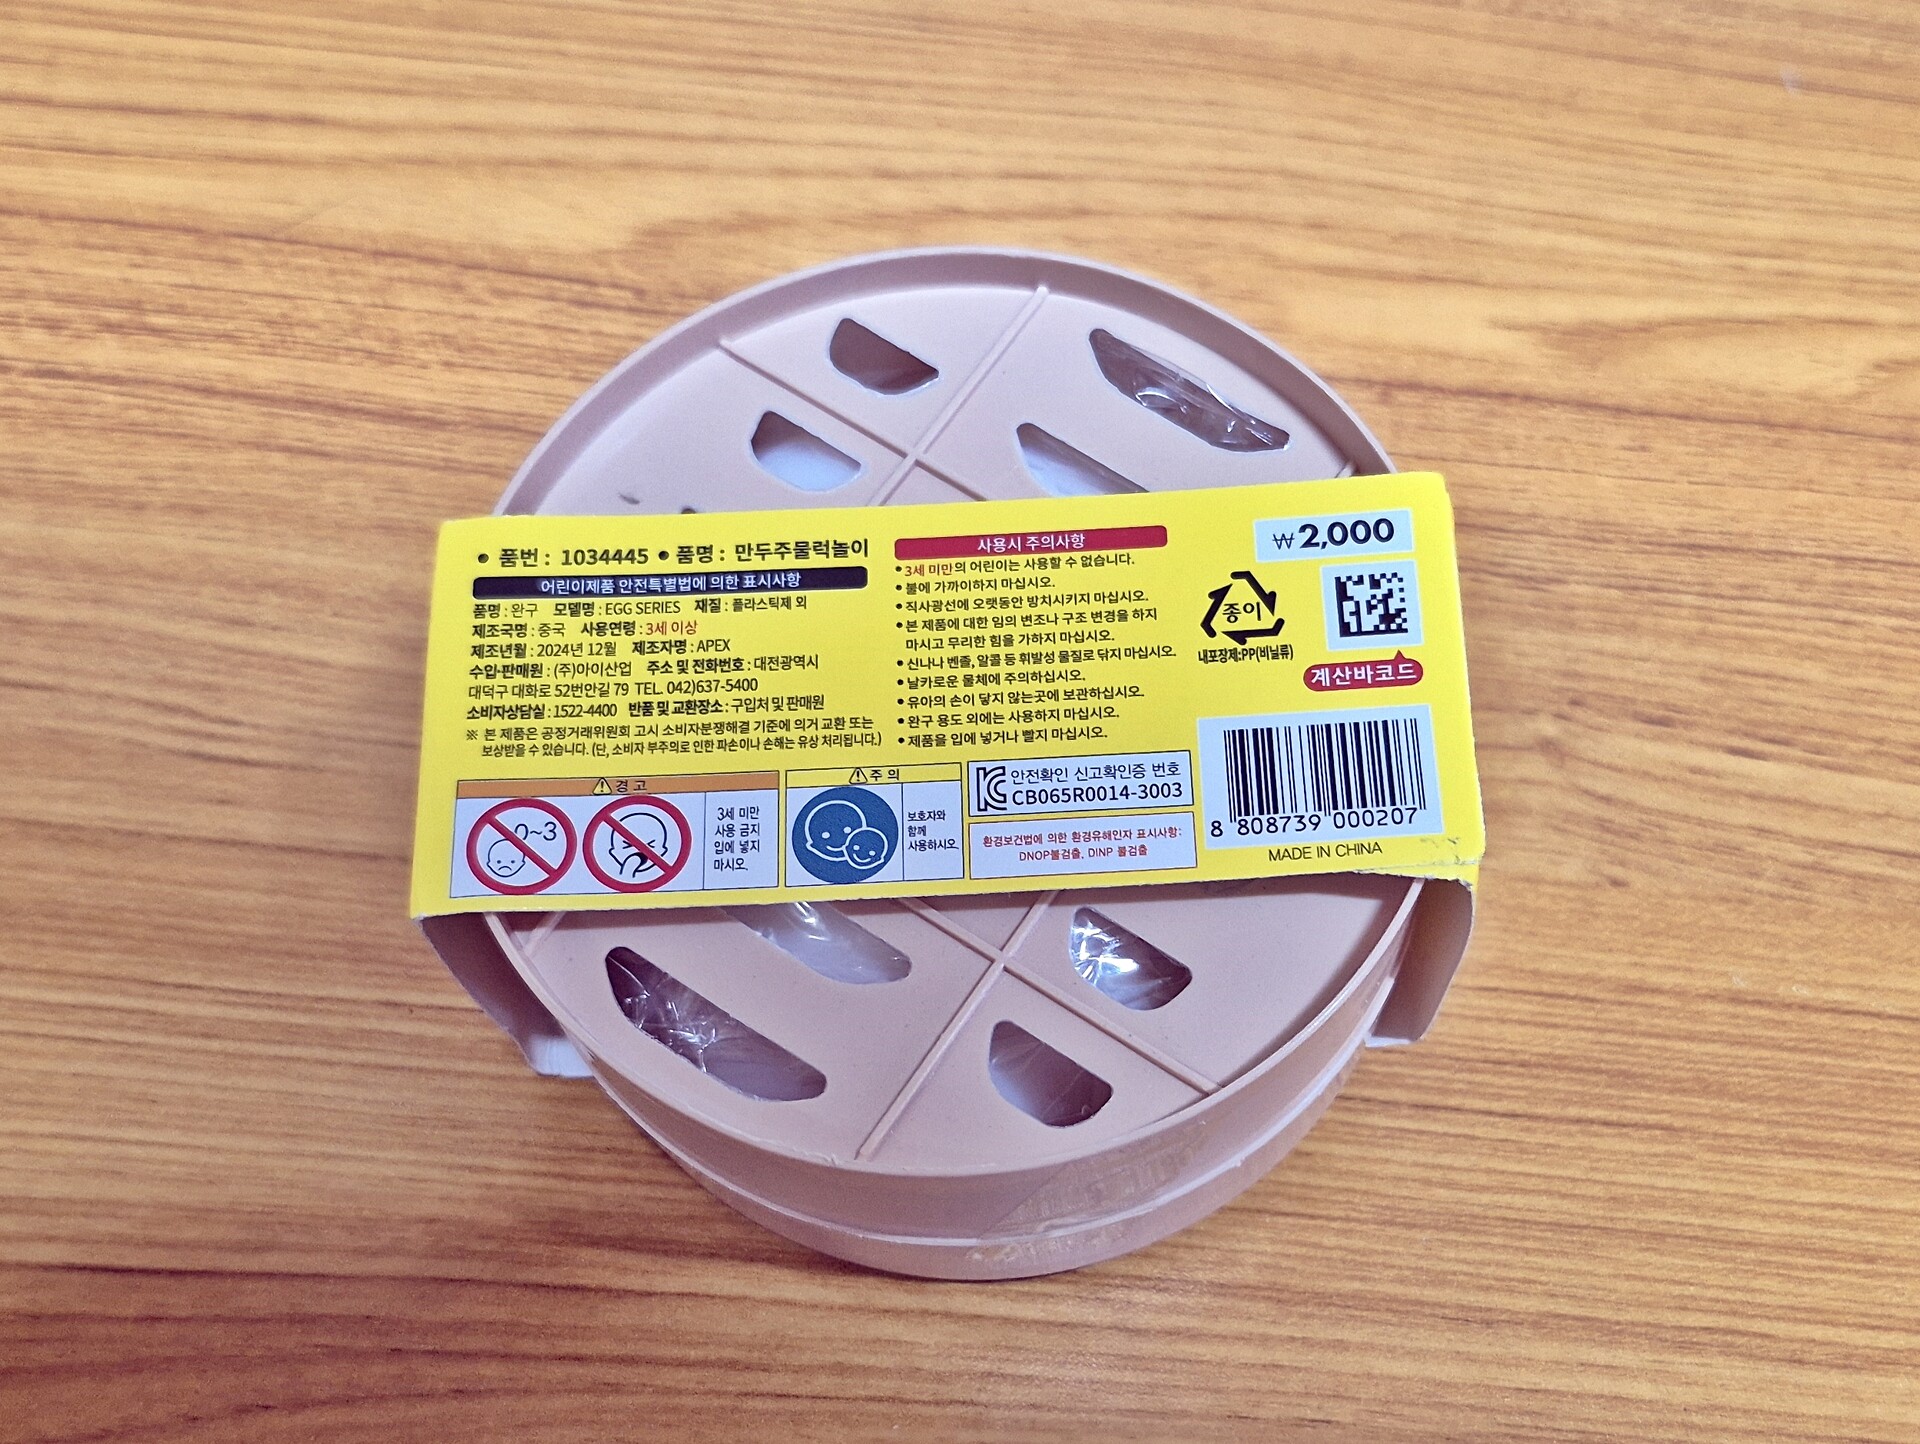 • 품번 : 1034445 • 품명 : 만두주물럭놀이
어린이제품 안전특별법에 의한 표시사항
품명 : 완구 모델명 : EGG SERIES 재질 : 플라스틱제 외
제조국명 : 중국 사용연령 : 3세 이상
제조년월 : 2024년 12월 제조자명 : APEX
수입·판매원 : (주)아이산업 주소 및 전화번호 : 대전광역시
대덕구 대화로 52번안길 79 TEL. 042)637-5400
소비자상담실 : 1522-4400 반품 및 교환장소 : 구입처 및 판매원
※ 본 제품은 공정거래위원회 고시 소비자분쟁해결 기준에 의거 교환 또는
보상받을 수 있습니다. (단, 소비자 부주의로 인한 파손이나 손해는 유상 처리됩니다.)
경고
0~3
3세 미만
사용 금지
입에 넣지
마시오.
주의
보호자와
함께
사용하시오.
사용시 주의사항
• 3세 미만의 어린이는 사용할 수 없습니다.
• 불에 가까이하지 마십시오.
• 직사광선에 오랫동안 방치시키지 마십시오.
• 본 제품에 대한 임의 변조나 구조 변경을 하지
마시고 무리한 힘을 가하지 마십시오.
• 신나나 벤졸, 알콜 등 휘발성 물질로 닦지 마십시오.
• 날카로운 물체에 주의하십시오.
• 유아의 손이 닿지 않는곳에 보관하십시오.
• 완구 용도 외에는 사용하지 마십시오.
• 제품을 입에 넣거나 빨지 마십시오.
KC 안전확인 신고확인증 번호
CB065R0014-3003
환경보건법에 의한 환경유해인자 표시사항:
DNOP불검출, DINP 불검출
₩2,000
종이
내포장제:PP(비닐류)
계산바코드
8 808739 000207
MADE IN CHINA